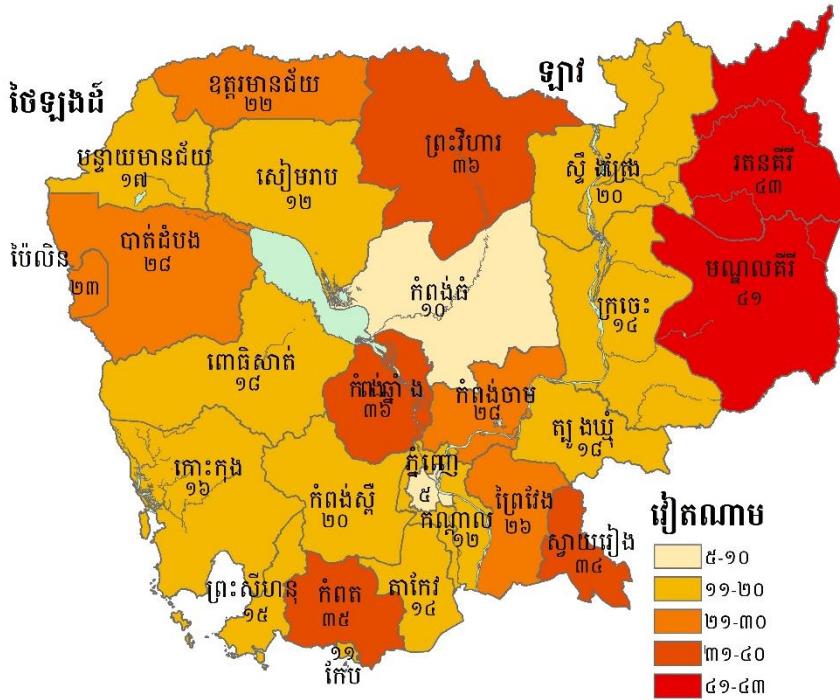 ថៃឡងដ៍
ឡាវ
ឧត្តរមានជ័យ
២២
ព្រះវិហារ
៣៦
បន្ទាយមានជ័យ
១៧
សៀមរាប
១២
ស្ទឹងត្រែង
២០
រតនគីរី
៤៣
បាត់ដំបង
២៨
ប៉ៃលិន
២៣
កំពង់ធំ
១០
មណ្ឌលគីរី
៤១
ក្រចេះ
១៤
ពោធិសាត់
១៨
កំពង់ឆ្នាំង
៣៦
កំពង់ចាម
២៨
ត្បូងឃ្មុំ
១៨
កោះកុង
១៦
កំពង់ស្ពឺ
២០
ភ្នំពេញ
៥
កណ្តាល
១២
ព្រៃវែង
២៦
ស្វាយរៀង
៣៤
ព្រះសីហនុ
១៥
កំពត
៣៥
តាកែវ
១៤
១១
កែប
វៀតណាម
៥-១០
១១-២០
២១-៣០
៣១-៤០
៤១-៤៣